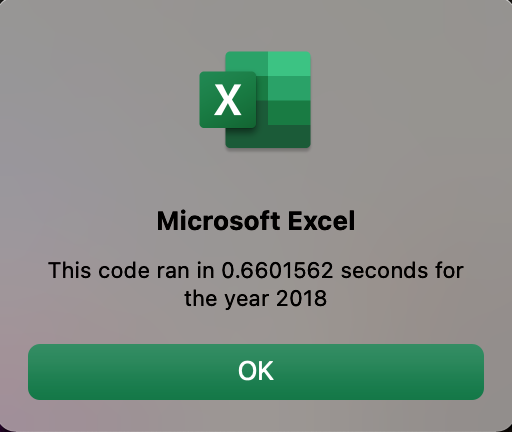 X
Microsoft Excel
This code ran in 0.6601562 seconds for
the year 2018
OK